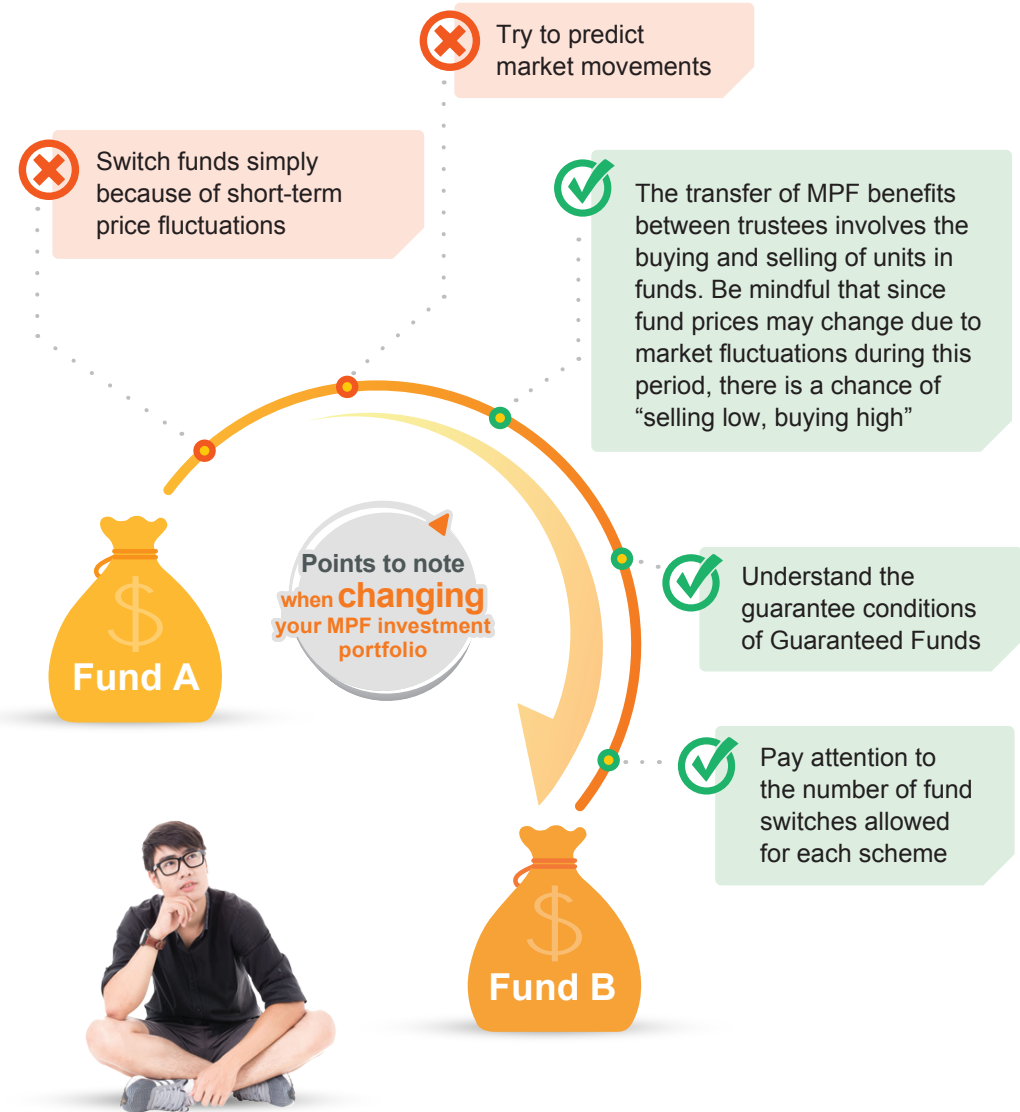 Try to predict
market movements
Switch funds simply
because of short-term
price fluctuations
The transfer of MPF benefits
between trustees involves the
buying and selling of units in
funds. Be mindful that since
fund prices may change due to
market fluctuations during this
period, there is a chance of
“selling low, buying high”
Points to note
when changing
your MPF investment
portfolio
Understand the
guarantee conditions
of Guaranteed Funds
$
Fund A
Pay attention to
the number of fund
switches allowed
for each scheme
$
Fund B